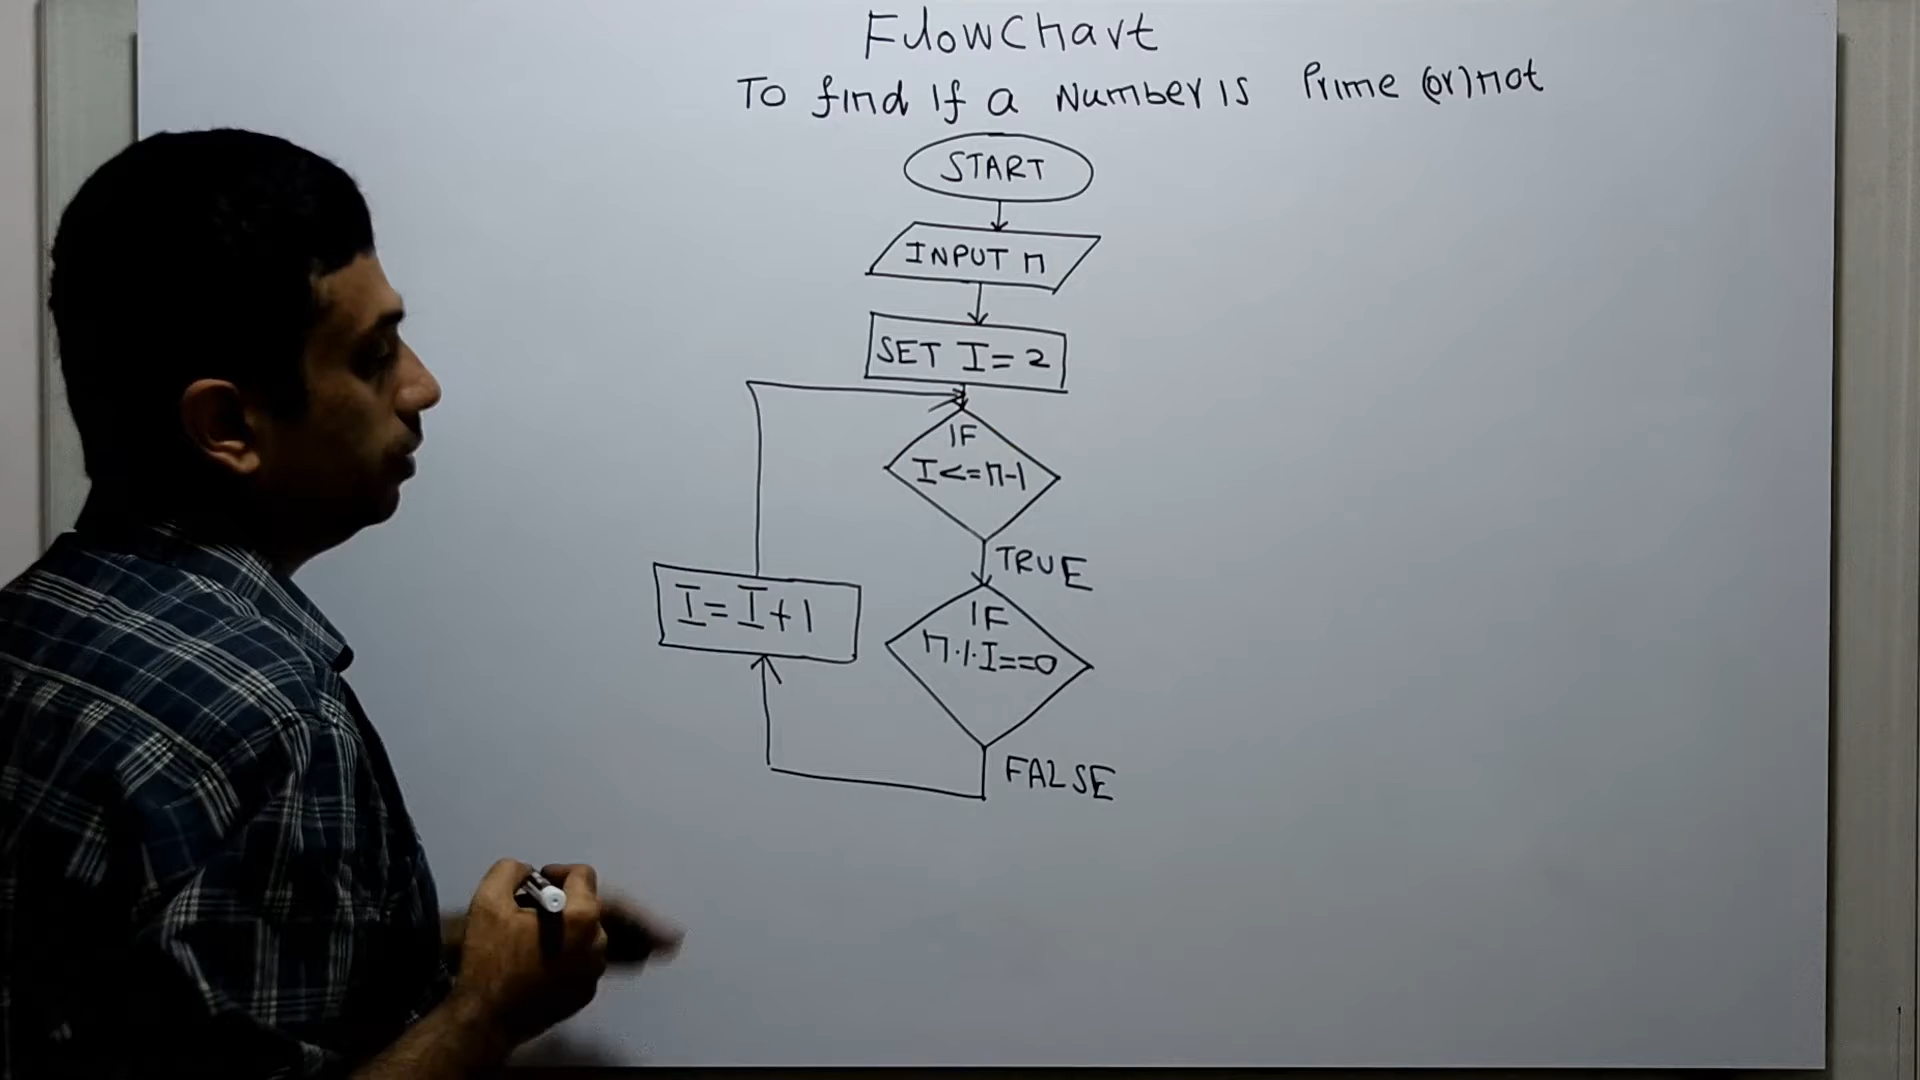 FlowChart
To find If a Number is Prime (or) not
START
INPUT n
SET I = 2
IF
I<=n-1
TRUE
IF
n·/·I==0
I=I+1
FALSE